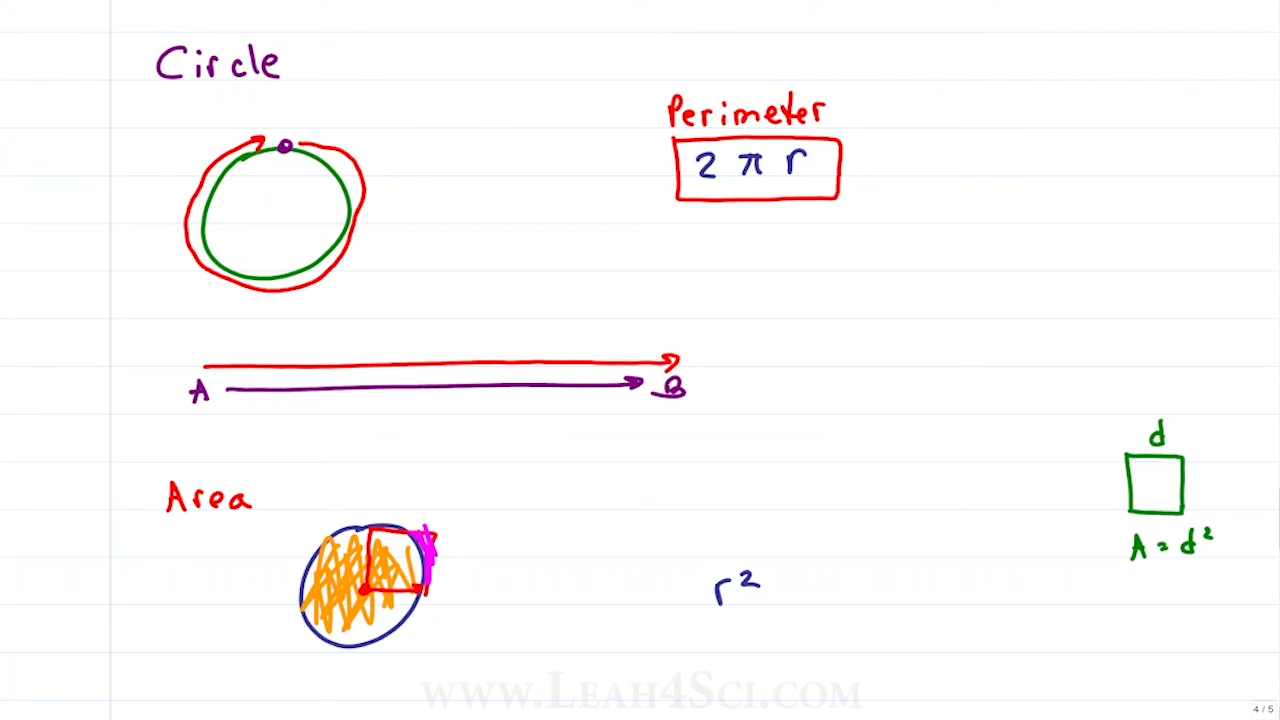 Circle
Perimeter
2 π r
A
B
d
Area
A = d²
r²
www.Leah4Sci.com
4 / 5